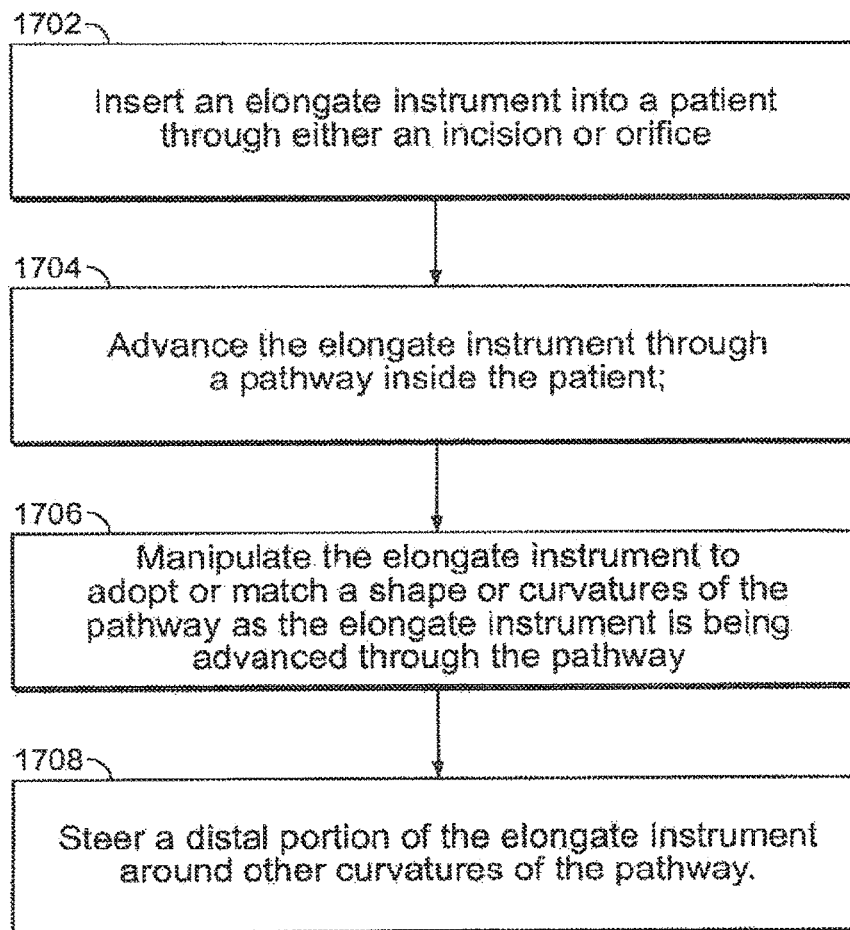 1702
Insert an elongate instrument into a patient
through either an incision or orifice
1704
Advance the elongate instrument through
a pathway inside the patient;
1706
Manipulate the elongate instrument to
adopt or match a shape or curvatures of the
pathway as the elongate instrument is being
advanced through the pathway
1708
Steer a distal portion of the elongate instrument
around other curvatures of the pathway.